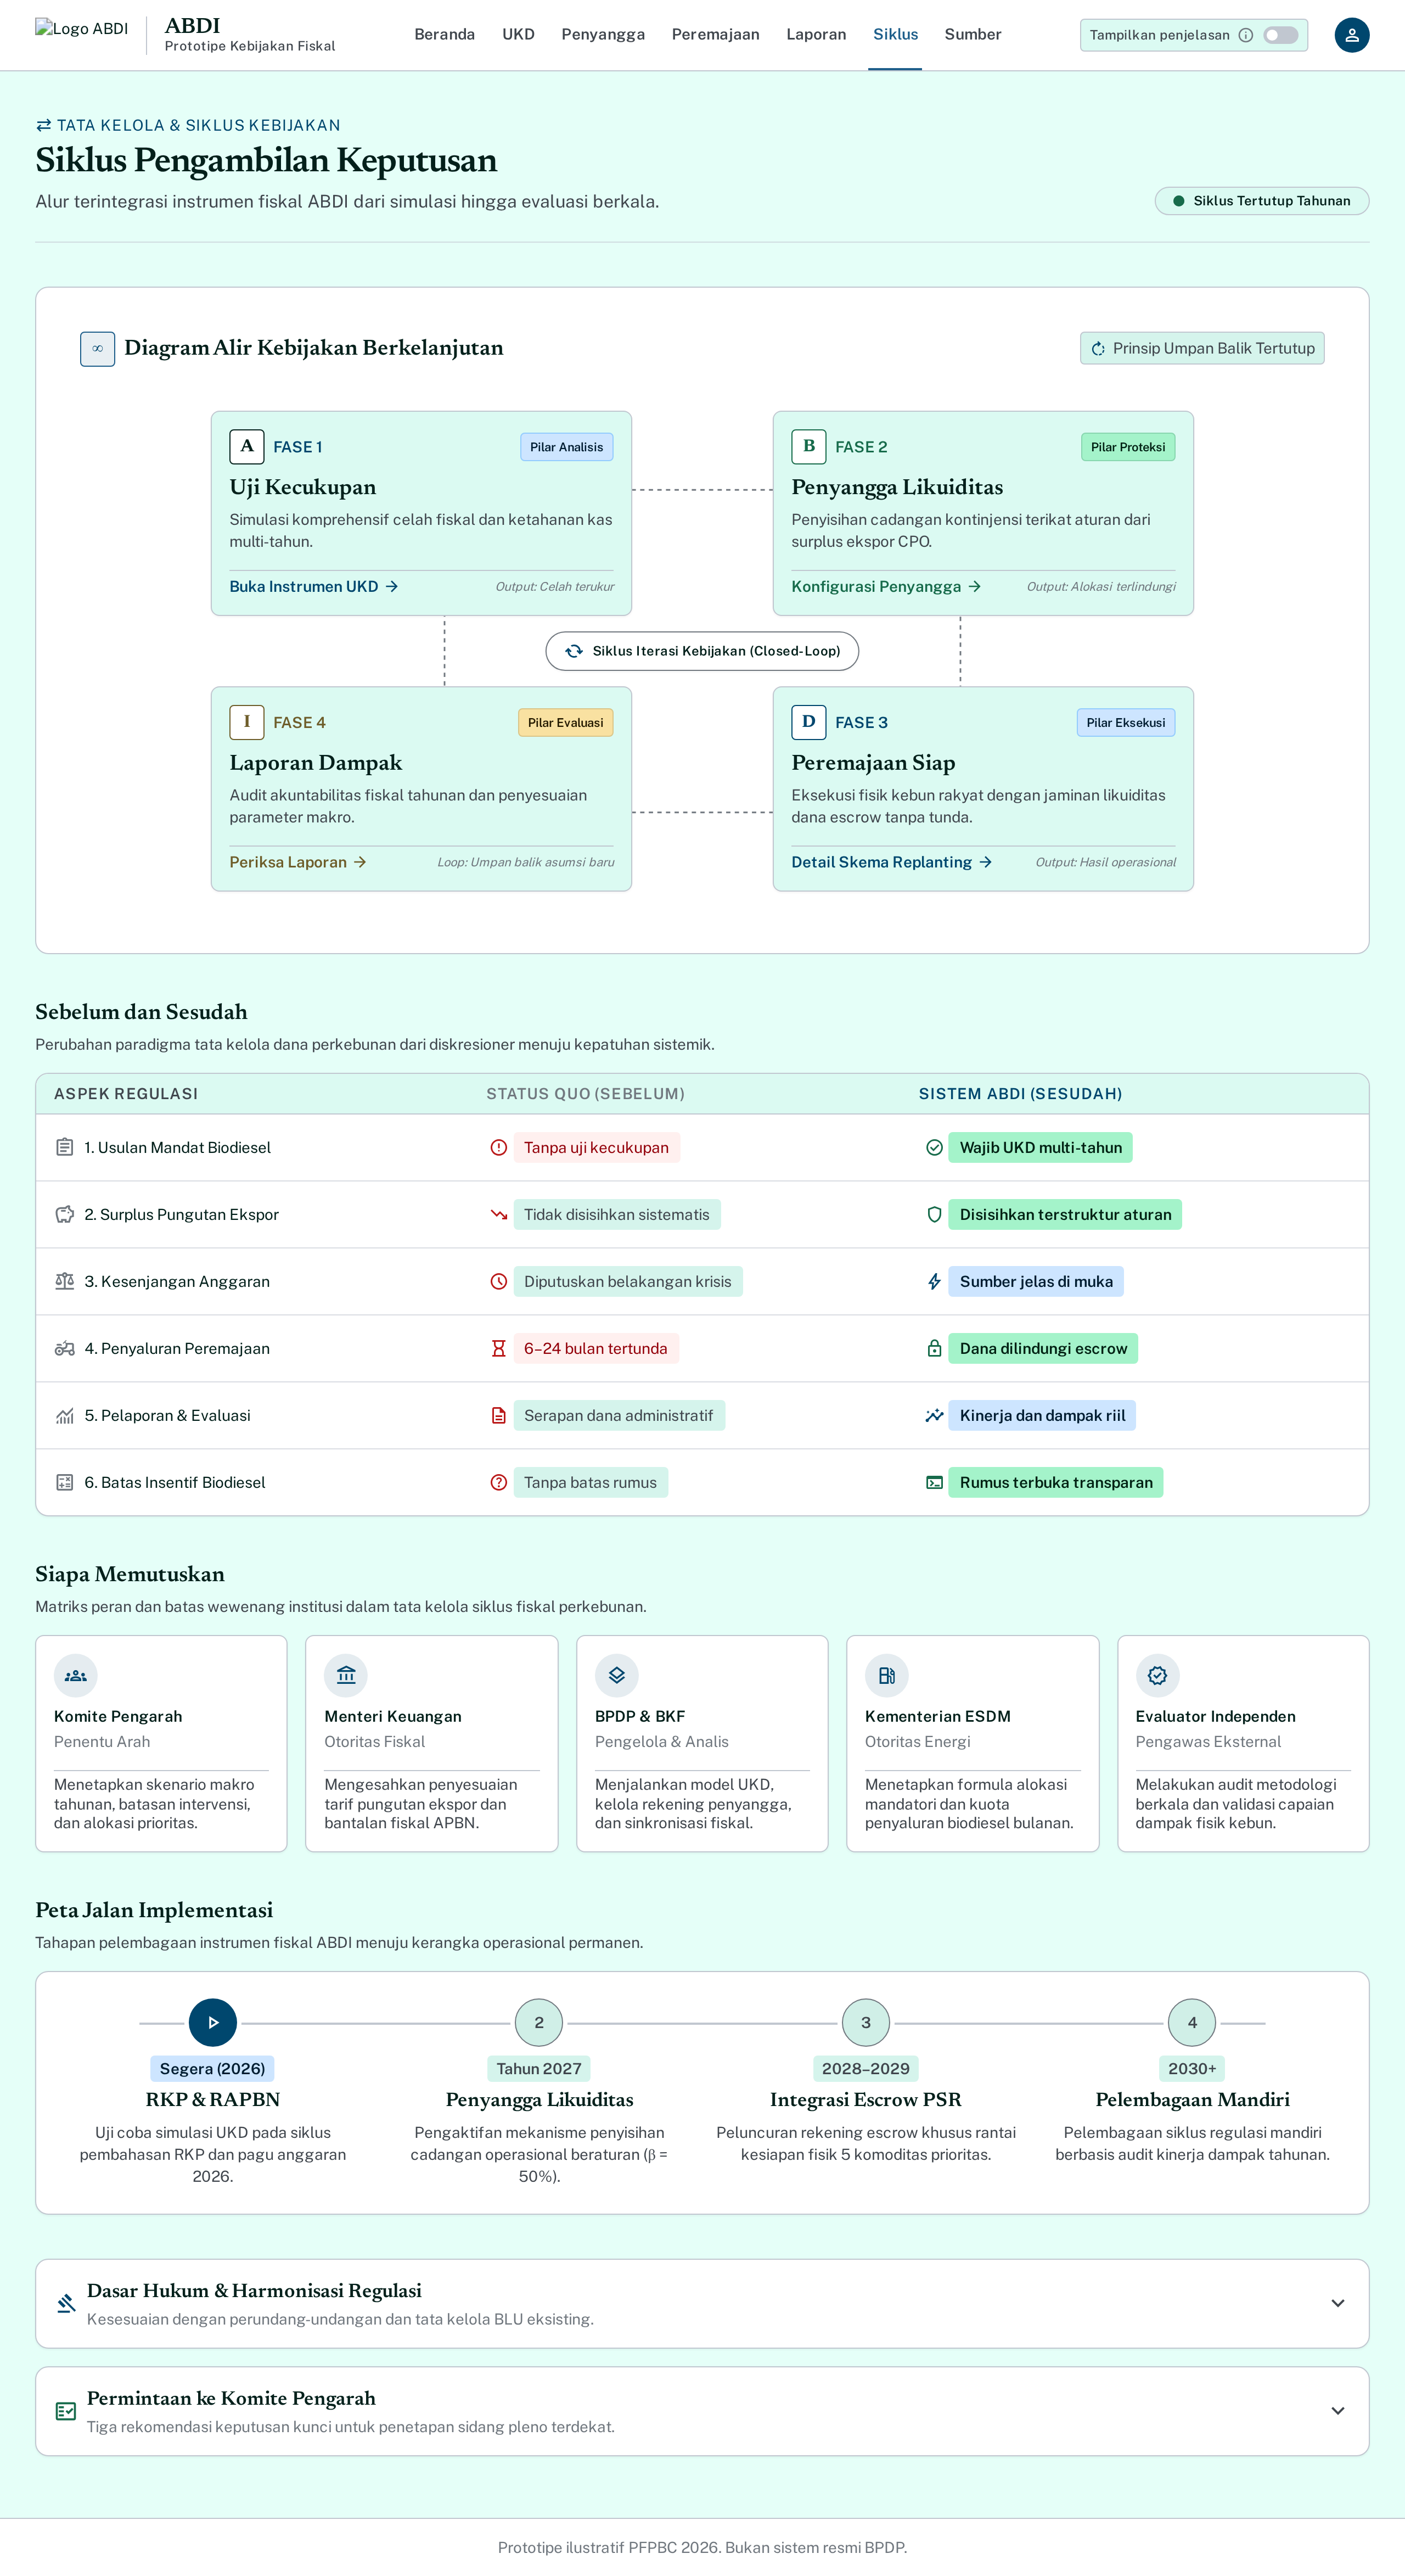 Logo ABDI
ABDI
Prototipe Kebijakan Fiskal
Beranda
UKD
Penyangga
Peremajaan
Laporan
Siklus
Sumber
Tampilkan penjelasan
TATA KELOLA & SIKLUS KEBIJAKAN
Siklus Pengambilan Keputusan
Alur terintegrasi instrumen fiskal ABDI dari simulasi hingga evaluasi berkala.
Siklus Tertutup Tahunan
∞
Diagram Alir Kebijakan Berkelanjutan
Prinsip Umpan Balik Tertutup
A
FASE 1
Pilar Analisis
Uji Kecukupan
Simulasi komprehensif celah fiskal dan ketahanan kas
multi-tahun.
Buka Instrumen UKD →
Output: Celah terukur
B
FASE 2
Pilar Proteksi
Penyangga Likuiditas
Penyisihan cadangan kontinjensi terikat aturan dari
surplus ekspor CPO.
Konfigurasi Penyangga →
Output: Alokasi terlindungi
Siklus Iterasi Kebijakan (Closed-Loop)
I
FASE 4
Pilar Evaluasi
Laporan Dampak
Audit akuntabilitas fiskal tahunan dan penyesuaian
parameter makro.
Periksa Laporan →
Loop: Umpan balik asumsi baru
D
FASE 3
Pilar Eksekusi
Peremajaan Siap
Eksekusi fisik kebun rakyat dengan jaminan likuiditas
dana escrow tanpa tunda.
Detail Skema Replanting →
Output: Hasil operasional
Sebelum dan Sesudah
Perubahan paradigma tata kelola dana perkebunan dari diskresioner menuju kepatuhan sistemik.
ASPEK REGULASI
STATUS QUO (SEBELUM)
SISTEM ABDI (SESUDAH)
1. Usulan Mandat Biodiesel
Tanpa uji kecukupan
Wajib UKD multi-tahun
2. Surplus Pungutan Ekspor
Tidak disisihkan sistematis
Disisihkan terstruktur aturan
3. Kesenjangan Anggaran
Diputuskan belakangan krisis
Sumber jelas di muka
4. Penyaluran Peremajaan
6–24 bulan tertunda
Dana dilindungi escrow
5. Pelaporan & Evaluasi
Serapan dana administratif
Kinerja dan dampak riil
6. Batas Insentif Biodiesel
Tanpa batas rumus
Rumus terbuka transparan
Siapa Memutuskan
Matriks peran dan batas wewenang institusi dalam tata kelola siklus fiskal perkebunan.
Komite Pengarah
Penentu Arah
Menetapkan skenario makro
tahunan, batasan intervensi,
dan alokasi prioritas.
Menteri Keuangan
Otoritas Fiskal
Mengesahkan penyesuaian
tarif pungutan ekspor dan
bantalan fiskal APBN.
BPDP & BKF
Pengelola & Analis
Menjalankan model UKD,
kelola rekening penyangga,
dan sinkronisasi fiskal.
Kementerian ESDM
Otoritas Energi
Menetapkan formula alokasi
mandatori dan kuota
penyaluran biodiesel bulanan.
Evaluator Independen
Pengawas Eksternal
Melakukan audit metodologi
berkala dan validasi capaian
dampak fisik kebun.
Peta Jalan Implementasi
Tahapan pelembagaan instrumen fiskal ABDI menuju kerangka operasional permanen.
Segera (2026)
RKP & RAPBN
Uji coba simulasi UKD pada siklus
pembahasan RKP dan pagu anggaran
2026.
2
Tahun 2027
Penyangga Likuiditas
Pengaktifan mekanisme penyisihan
cadangan operasional beraturan (β =
50%).
3
2028–2029
Integrasi Escrow PSR
Peluncuran rekening escrow khusus rantai
kesiapan fisik 5 komoditas prioritas.
4
2030+
Pelembagaan Mandiri
Pelembagaan siklus regulasi mandiri
berbasis audit kinerja dampak tahunan.
Dasar Hukum & Harmonisasi Regulasi
Kesesuaian dengan perundang-undangan dan tata kelola BLU eksisting.
Permintaan ke Komite Pengarah
Tiga rekomendasi keputusan kunci untuk penetapan sidang pleno terdekat.
Prototipe ilustratif PFPBC 2026. Bukan sistem resmi BPDP.